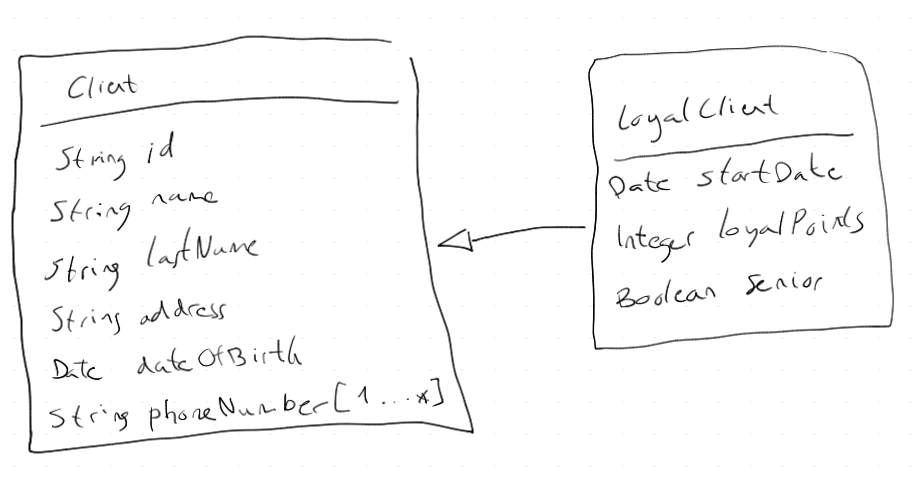 Client
String id
String name
String lastName
String address
Date dateOfBirth
String phoneNumber[1...*]
LoyalClient
Date startDate
Integer loyalPoints
Boolean senior